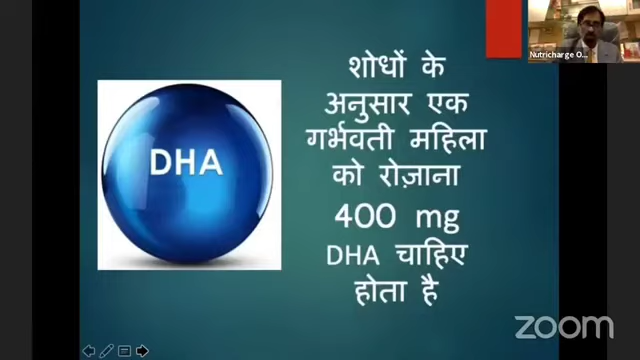 Nutricharge O...
DHA
शोधों के
अनुसार एक
गर्भवती महिला
को रोज़ाना
400 mg
DHA चाहिए
होता है
zoom